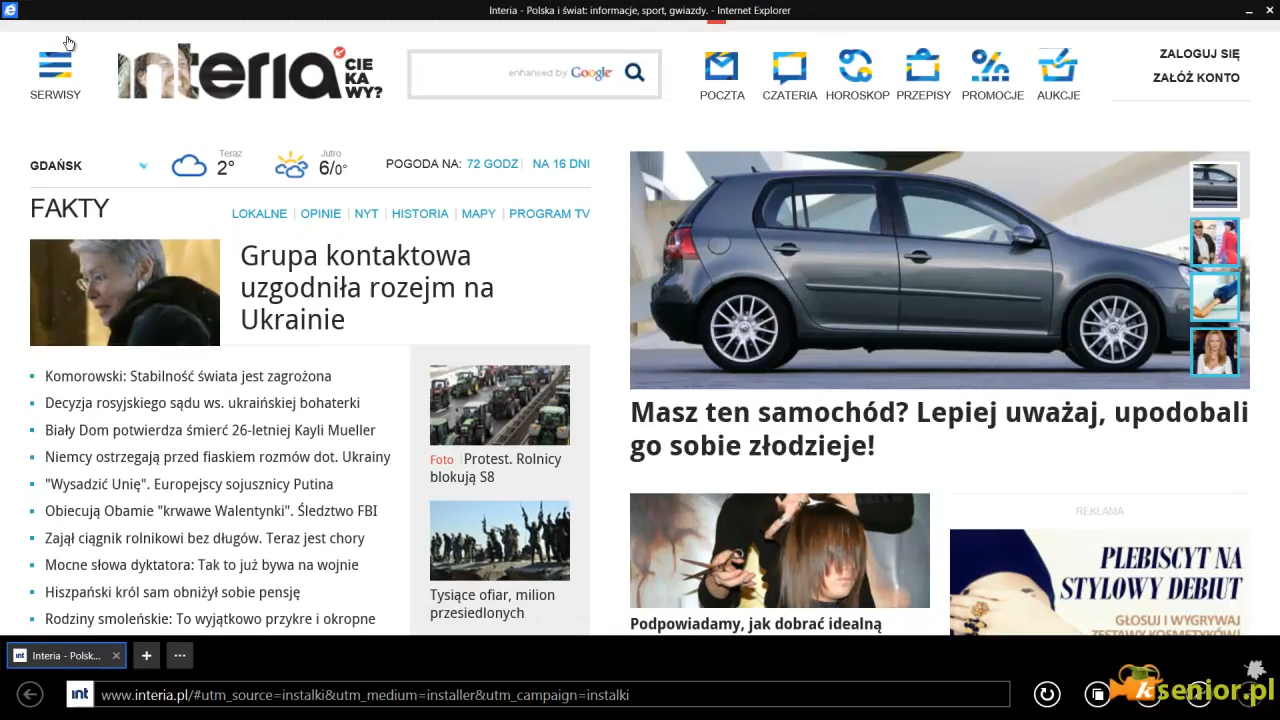 Interia - Polska i świat: informacje, sport, gwiazdy. - Internet Explorer
SERWISY
interia
CIE
KA
WY?
enhanced by Google
POCZTA
CZATERIA
HOROSKOP
PRZEPISY
PROMOCJE
AUKCJE
ZALOGUJ SIĘ
ZAŁÓŻ KONTO
GDAŃSK
Teraz
2°
Jutro
6/0°
POGODA NA: 72 GODZ | NA 16 DNI
FAKTY
LOKALNE | OPINIE | NYT | HISTORIA | MAPY | PROGRAM TV
Grupa kontaktowa
uzgodniła rozejm na
Ukrainie
Komorowski: Stabilność świata jest zagrożona
Decyzja rosyjskiego sądu ws. ukraińskiej bohaterki
Biały Dom potwierdza śmierć 26-letniej Kayli Mueller
Niemcy ostrzegają przed fiaskiem rozmów dot. Ukrainy
"Wysadzić Unię". Europejscy sojusznicy Putina
Obiecują Obamie "krwawe Walentynki". Śledztwo FBI
Zajął ciągnik rolnikowi bez długów. Teraz jest chory
Mocne słowa dyktatora: Tak to już bywa na wojnie
Hiszpański król sam obniżył sobie pensję
Rodziny smoleńskie: To wyjątkowo przykre i okropne
Foto | Protest. Rolnicy
blokują S8
Tysiące ofiar, milion
przesiedlonych
Masz ten samochód? Lepiej uważaj, upodobali
go sobie złodzieje!
Podpowiadamy, jak dobrać idealną
REKLAMA
PLEBISCYT NA
STYLOWY DEBIUT
GŁOSUJ I WYGRYWAJ
ZESTAWY KOSMETYKÓW!
int Interia - Polsk...
int www.interia.pl/#utm_source=instalki&utm_medium=installer&utm_campaign=instalki
ksenior.pl